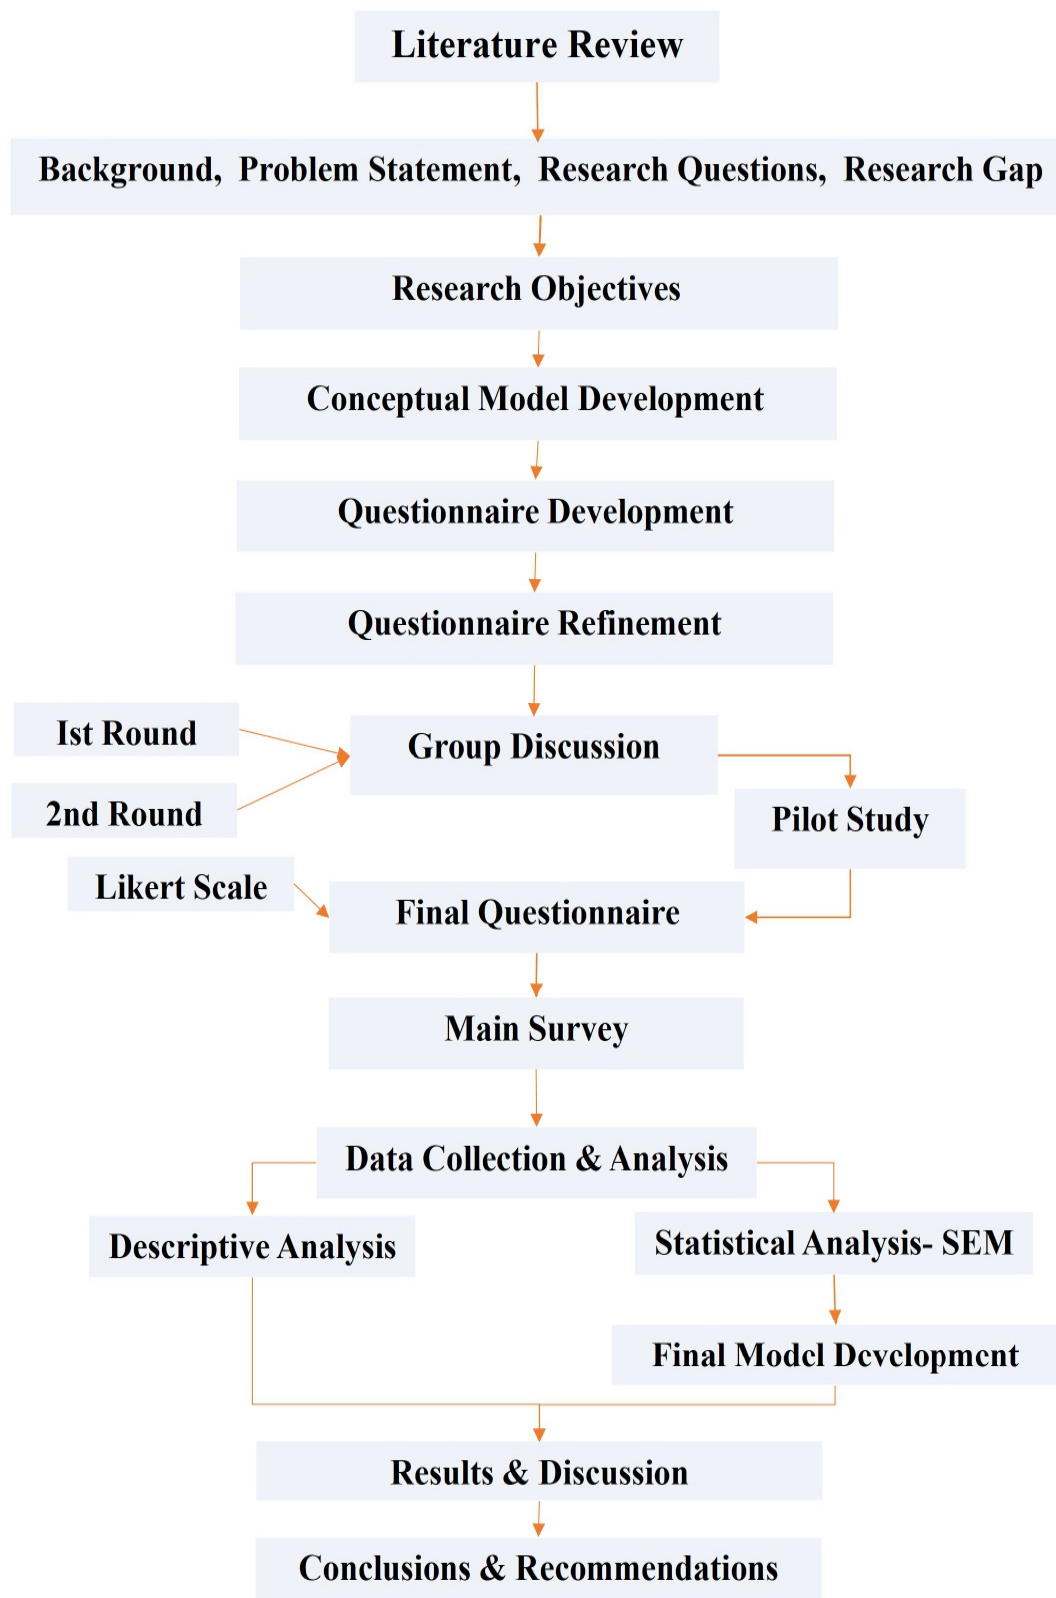 Literature Review
Background, Problem Statement, Research Questions, Research Gap
Research Objectives
Conceptual Model Development
Questionnaire Development
Questionnaire Refinement
Ist Round
Group Discussion
2nd Round
Pilot Study
Likert Scale
Final Questionnaire
Main Survey
Data Collection & Analysis
Descriptive Analysis
Statistical Analysis- SEM
Final Model Development
Results & Discussion
Conclusions & Recommendations